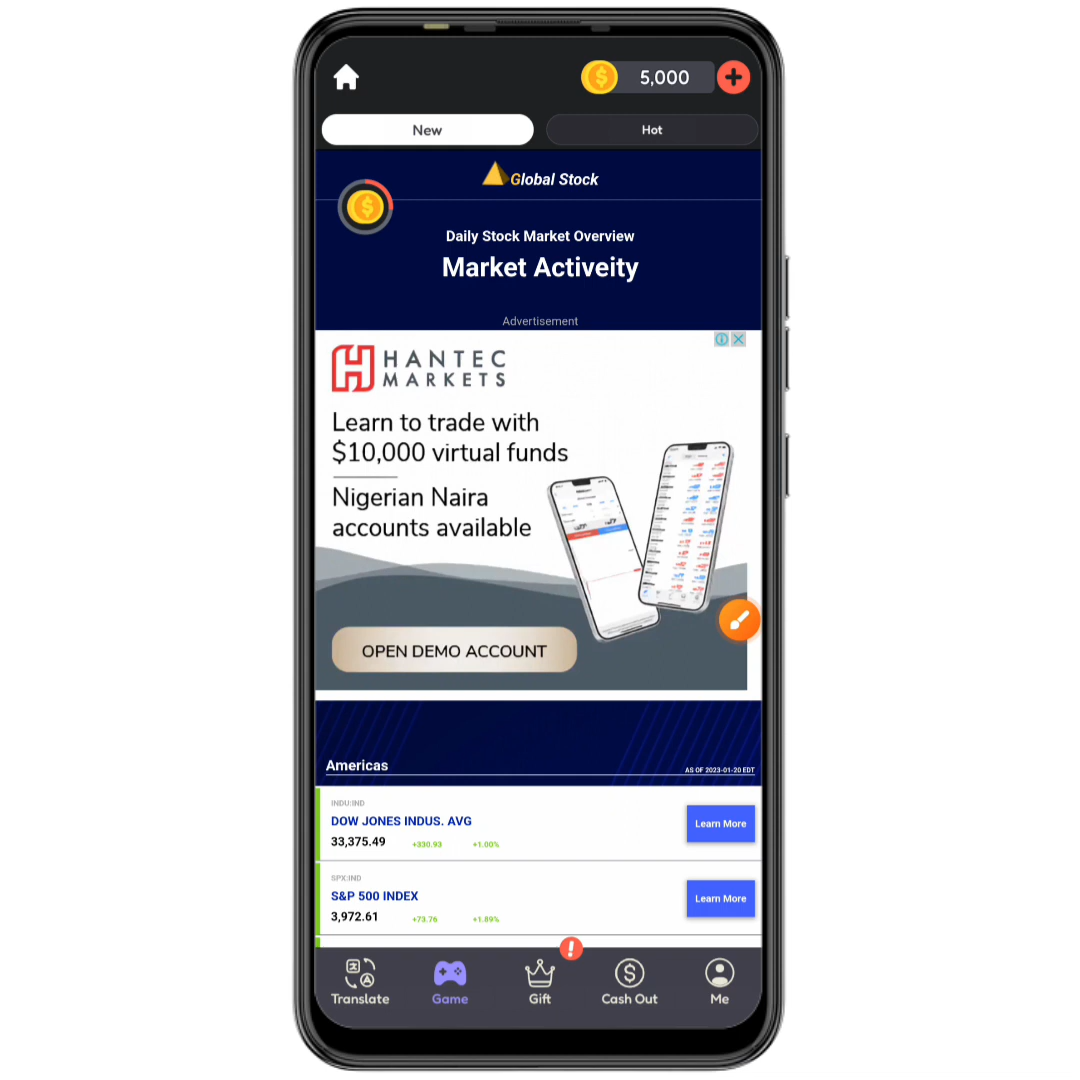 5,000
New
Hot
Global Stock
Daily Stock Market Overview
Market Activeity
Advertisement
HANTEC
MARKETS
Learn to trade with
$10,000 virtual funds
Nigerian Naira
accounts available
OPEN DEMO ACCOUNT
Americas
AS OF 2023-01-20 EDT
INDU:IND
DOW JONES INDUS. AVG
33,375.49 +330.93 +1.00%
Learn More
SPX:IND
S&P 500 INDEX
3,972.61 +73.76 +1.89%
Learn More
Translate
Game
Gift
Cash Out
Me